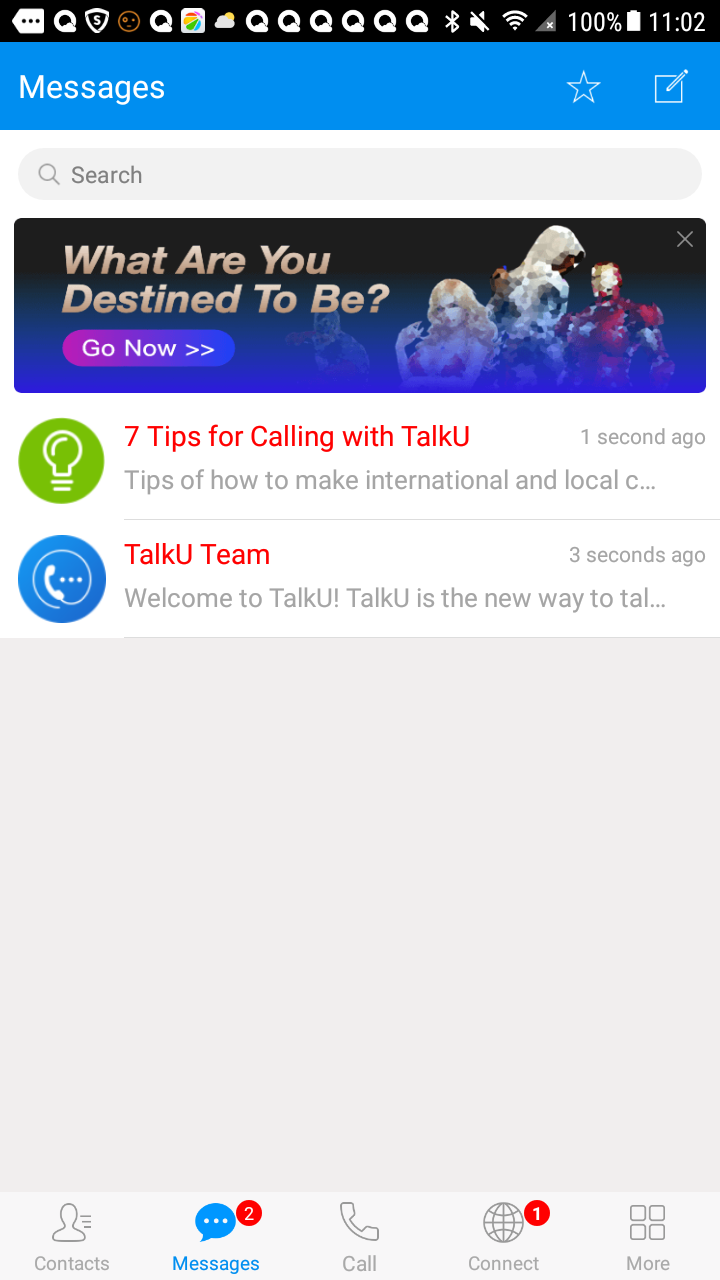 100% 11:02
Messages
Search
What Are You
Destined To Be?
Go Now >>
7 Tips for Calling with TalkU
1 second ago
Tips of how to make international and local c...
TalkU Team
3 seconds ago
Welcome to TalkU! TalkU is the new way to tal...
2
1
Contacts
Messages
Call
Connect
More